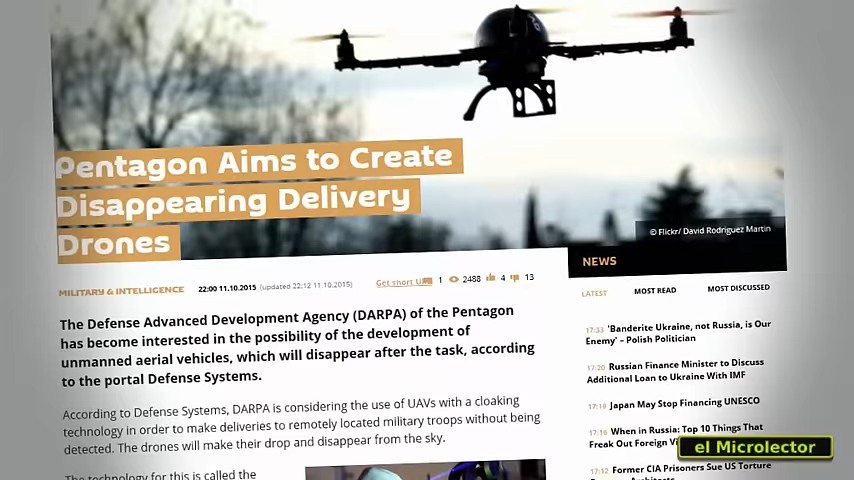 Pentagon Aims to Create
Disappearing Delivery
Drones
© Flickr/ David Rodriguez Martin
NEWS
MILITARY & INTELLIGENCE
22:00 11.10.2015 (updated 22:12 11.10.2015)
Get short
1
2488
4
13
LATEST
MOST READ
MOST DISCUSSED
The Defense Advanced Development Agency (DARPA) of the Pentagon
has become interested in the possibility of the development of
unmanned aerial vehicles, which will disappear after the task, according
to the portal Defense Systems.
According to Defense Systems, DARPA is considering the use of UAVs with a cloaking
technology in order to make deliveries to remotely located military troops without being
detected. The drones will make their drop and disappear from the sky.
The technology for this is called the
17:33 'Banderite Ukraine, not Russia, is Our
Enemy' – Polish Politician
17:20 Russian Finance Minister to Discuss
Additional Loan to Ukraine With IMF
17:18 Japan May Stop Financing UNESCO
17:16 When in Russia: Top 10 Things That
Freak Out Foreign
17:12 Former CIA Prisoners Sue US Torture
el Microlector